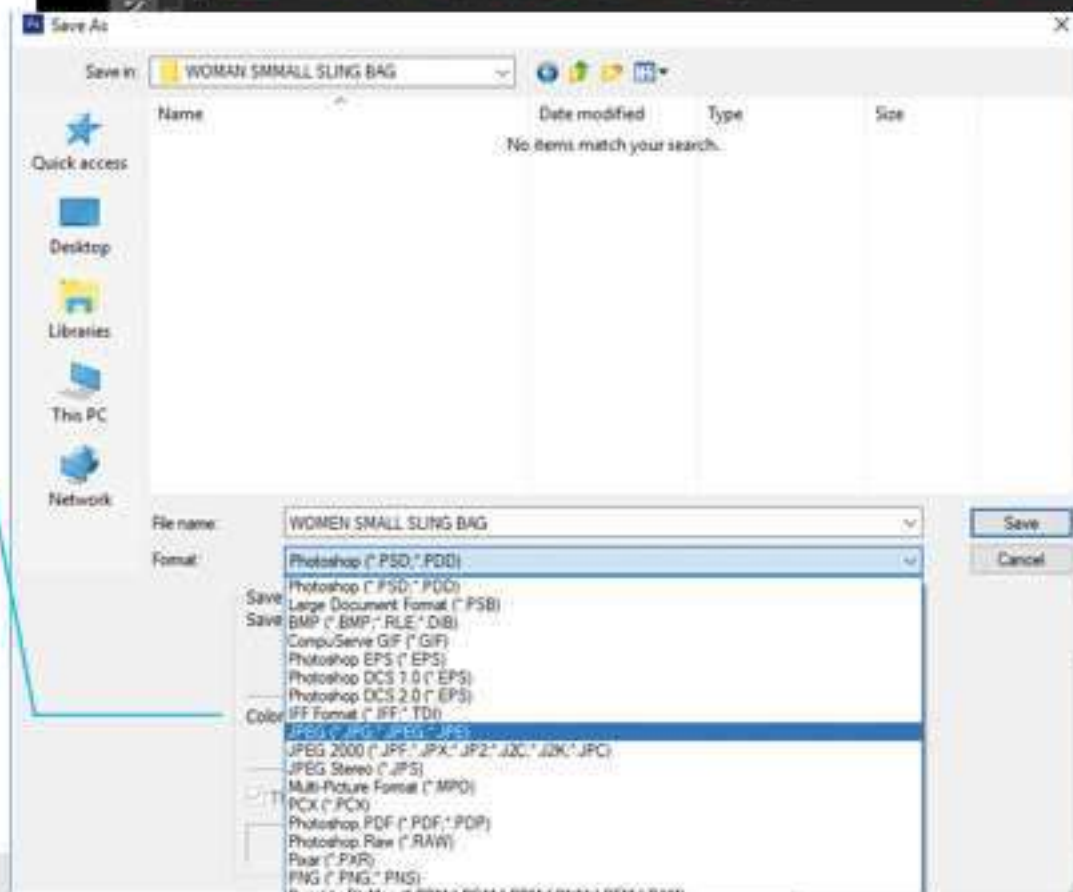 Save As
Save in: WOMAN SMMALL SLING BAG
Name Date modified Type Size
No items match your search.
Quick access
Desktop
Libraries
This PC
Network
File name: WOMEN SMALL SLING BAG Save
Format: Photoshop (*.PSD;*.PDD) Cancel
Photoshop (*.PSD;*.PDD)
Save Large Document Format (*.PSB)
Save BMP (*.BMP;*.RLE;*.DIB)
CompuServe GIF (*.GIF)
Photoshop EPS (*.EPS)
Photoshop DCS 1.0 (*.EPS)
Photoshop DCS 2.0 (*.EPS)
Color IFF Format (*.IFF;*.TDI)
JPEG (*.JPG;*.JPEG;*.JPE)
JPEG 2000 (*.JPF;*.JPX;*.JP2;*.J2C;*.J2K;*.JPC)
JPEG Stereo (*.JPS)
Multi-Picture Format (*.MPO)
PCX (*.PCX)
Photoshop PDF (*.PDF;*.PDP)
Photoshop Raw (*.RAW)
Pixar (*.PXR)
PNG (*.PNG;*.PNS)